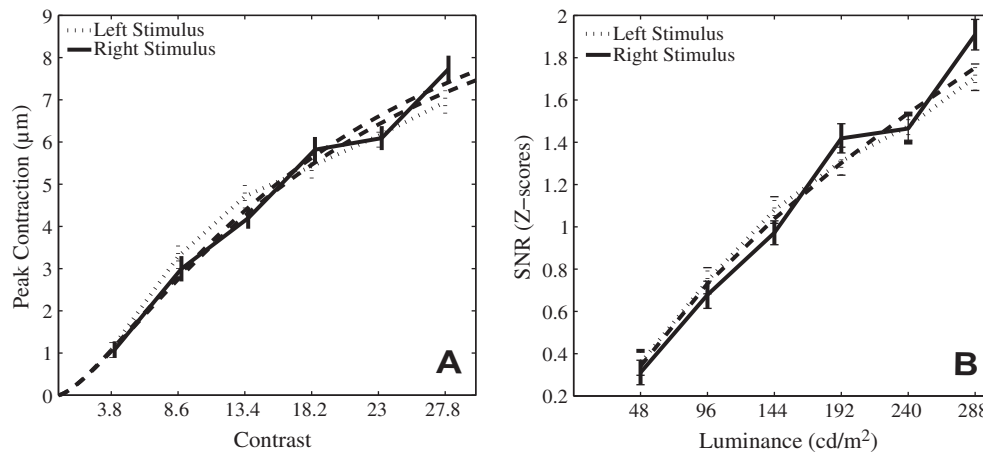 9
8
7
6
5
4
3
2
1
0
Peak Contraction (μm)
Left Stimulus
Right Stimulus
A
3.8 8.6 13.4 18.2 23 27.8
Contrast
2
1.8
1.6
1.4
1.2
1
0.8
0.6
0.4
0.2
SNR (Z−scores)
Left Stimulus
Right Stimulus
B
48 96 144 192 240 288
Luminance (cd/m²)